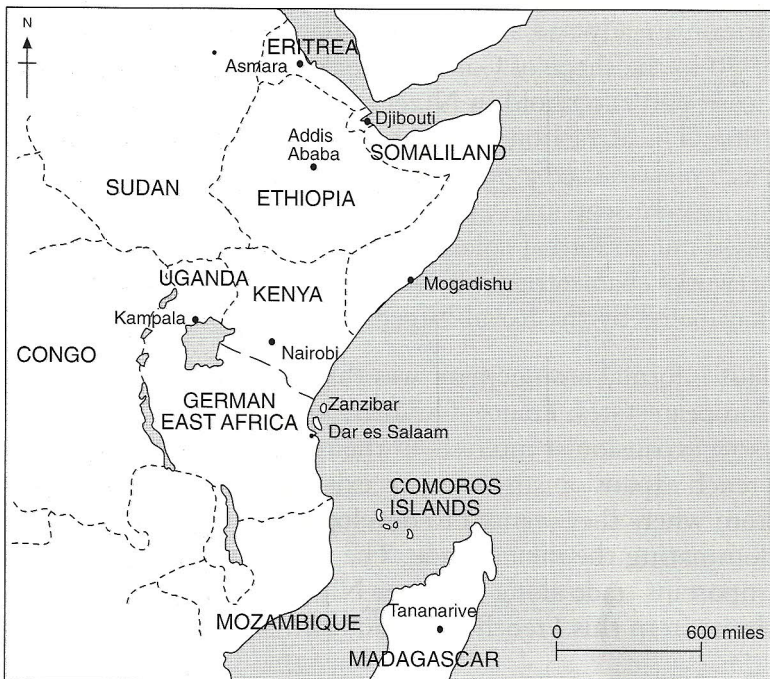 N
ERITREA
Asmara
Djibouti
Addis
Ababa
SOMALILAND
SUDAN
ETHIOPIA
UGANDA
KENYA
Mogadishu
Kampala
CONGO
Nairobi
GERMAN
EAST AFRICA
Zanzibar
Dar es Salaam
COMOROS
ISLANDS
Tananarive
MOZAMBIQUE
0 600 miles
MADAGASCAR